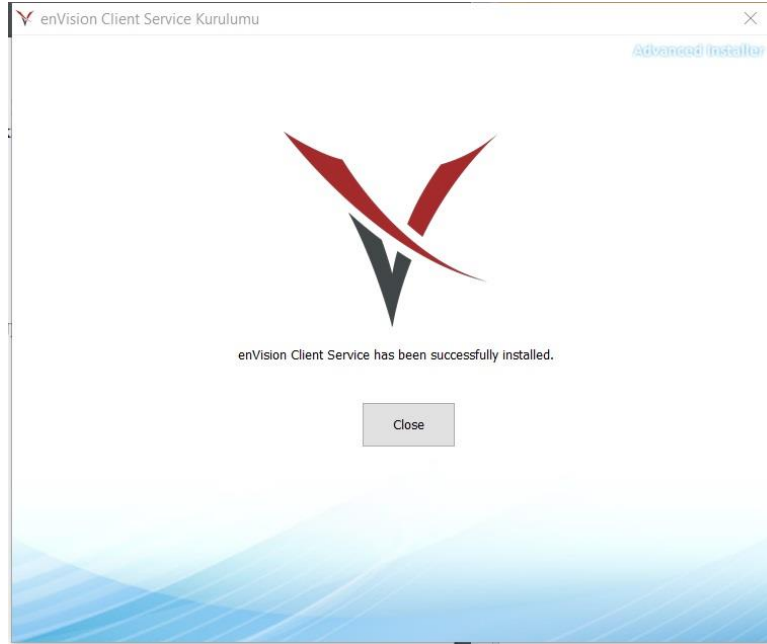 enVision Client Service Kurulumu
Advanced Installer
enVision Client Service has been successfully installed.
Close